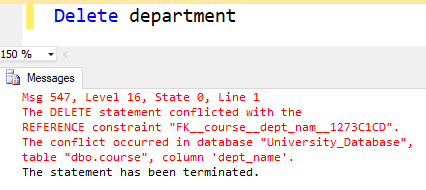 Delete department
150 %
Messages
Msg 547, Level 16, State 0, Line 1
The DELETE statement conflicted with the
REFERENCE constraint "FK__course__dept_nam__1273C1CD".
The conflict occurred in database "University_Database",
table "dbo.course", column 'dept_name'.
The statement has been terminated.